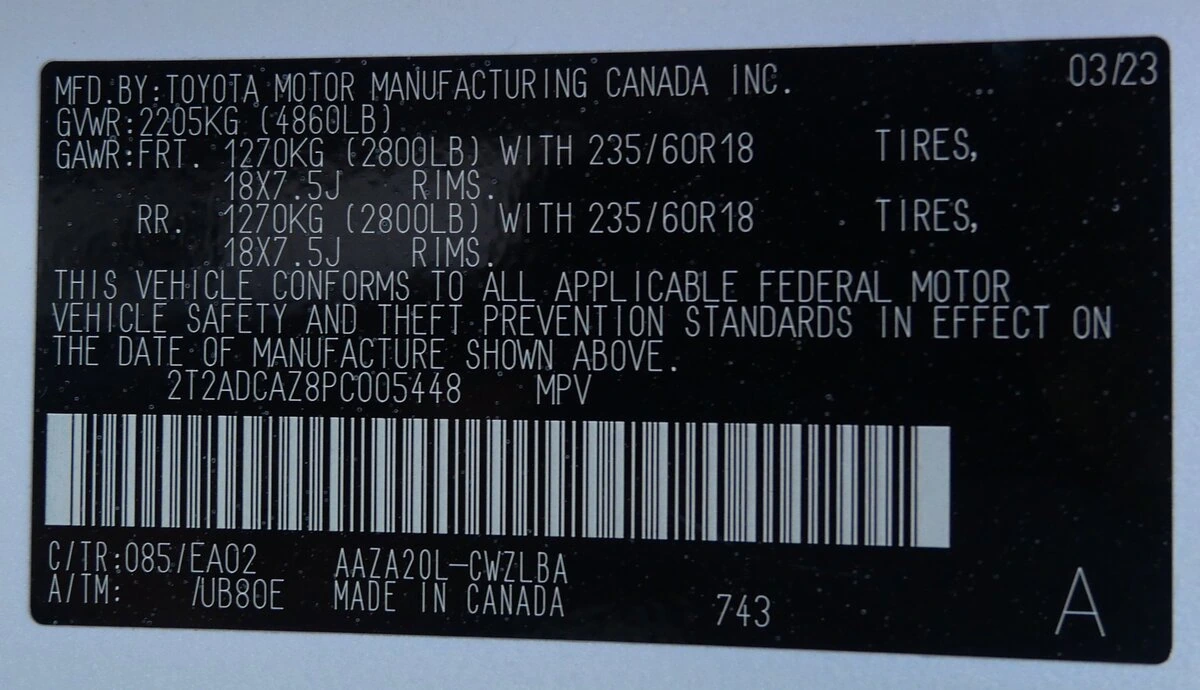 MFD.BY:TOYOTA MOTOR MANUFACTURING CANADA INC. 03/23
GVWR:2205KG (4860LB)
GAWR:FRT. 1270KG (2800LB) WITH 235/60R18 TIRES,
18X7.5J RIMS.
RR. 1270KG (2800LB) WITH 235/60R18 TIRES,
18X7.5J RIMS.
THIS VEHICLE CONFORMS TO ALL APPLICABLE FEDERAL MOTOR
VEHICLE SAFETY AND THEFT PREVENTION STANDARDS IN EFFECT ON
THE DATE OF MANUFACTURE SHOWN ABOVE.
2T2ADCAZ8PC005448 MPV
C/TR:085/EA02 AAZA20L-CWZLBA
A/TM: /UB80E MADE IN CANADA 743 A